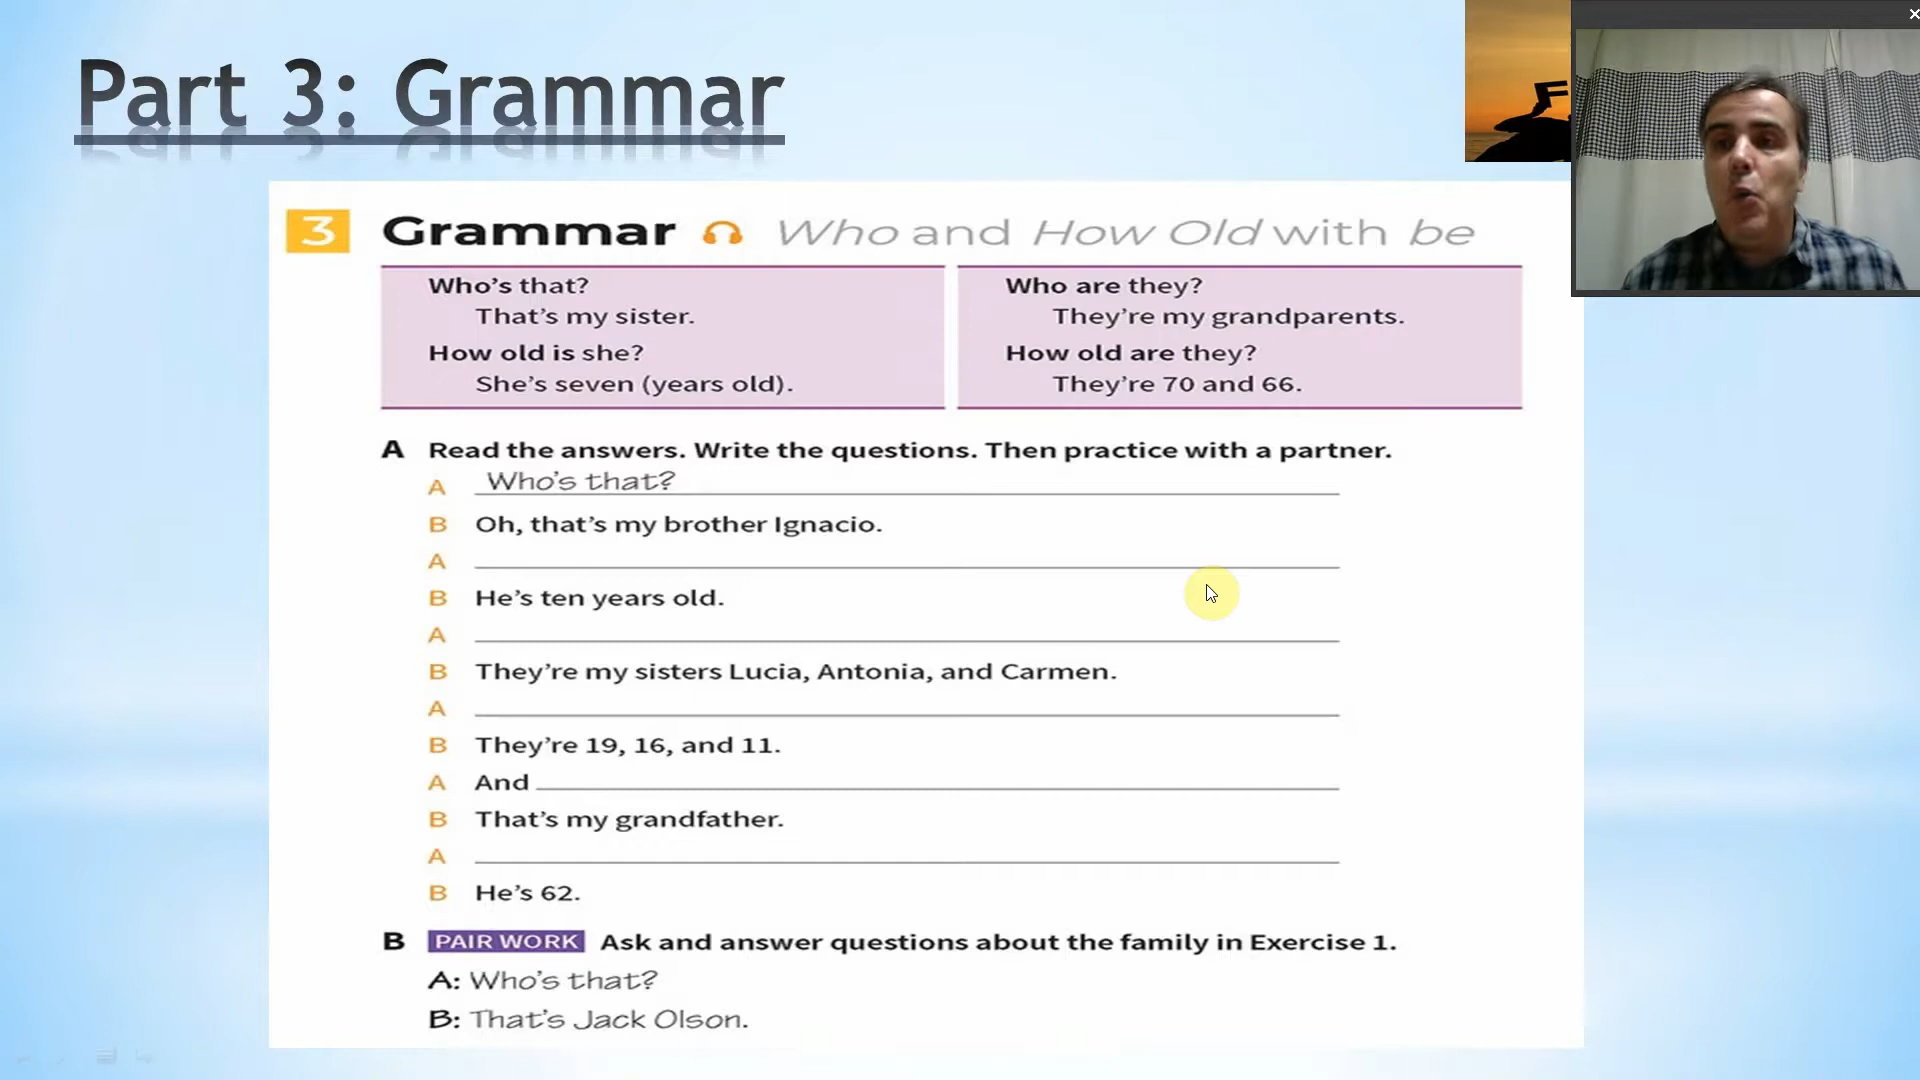 Part 3: Grammar
3 Grammar Who and How Old with be
Who's that?
That's my sister.
How old is she?
She's seven (years old).
Who are they?
They're my grandparents.
How old are they?
They're 70 and 66.
A Read the answers. Write the questions. Then practice with a partner.
A Who's that?
B Oh, that's my brother Ignacio.
A
B He's ten years old.
A
B They're my sisters Lucia, Antonia, and Carmen.
A
B They're 19, 16, and 11.
A And
B That's my grandfather.
A
B He's 62.
B PAIR WORK Ask and answer questions about the family in Exercise 1.
A: Who's that?
B: That's Jack Olson.